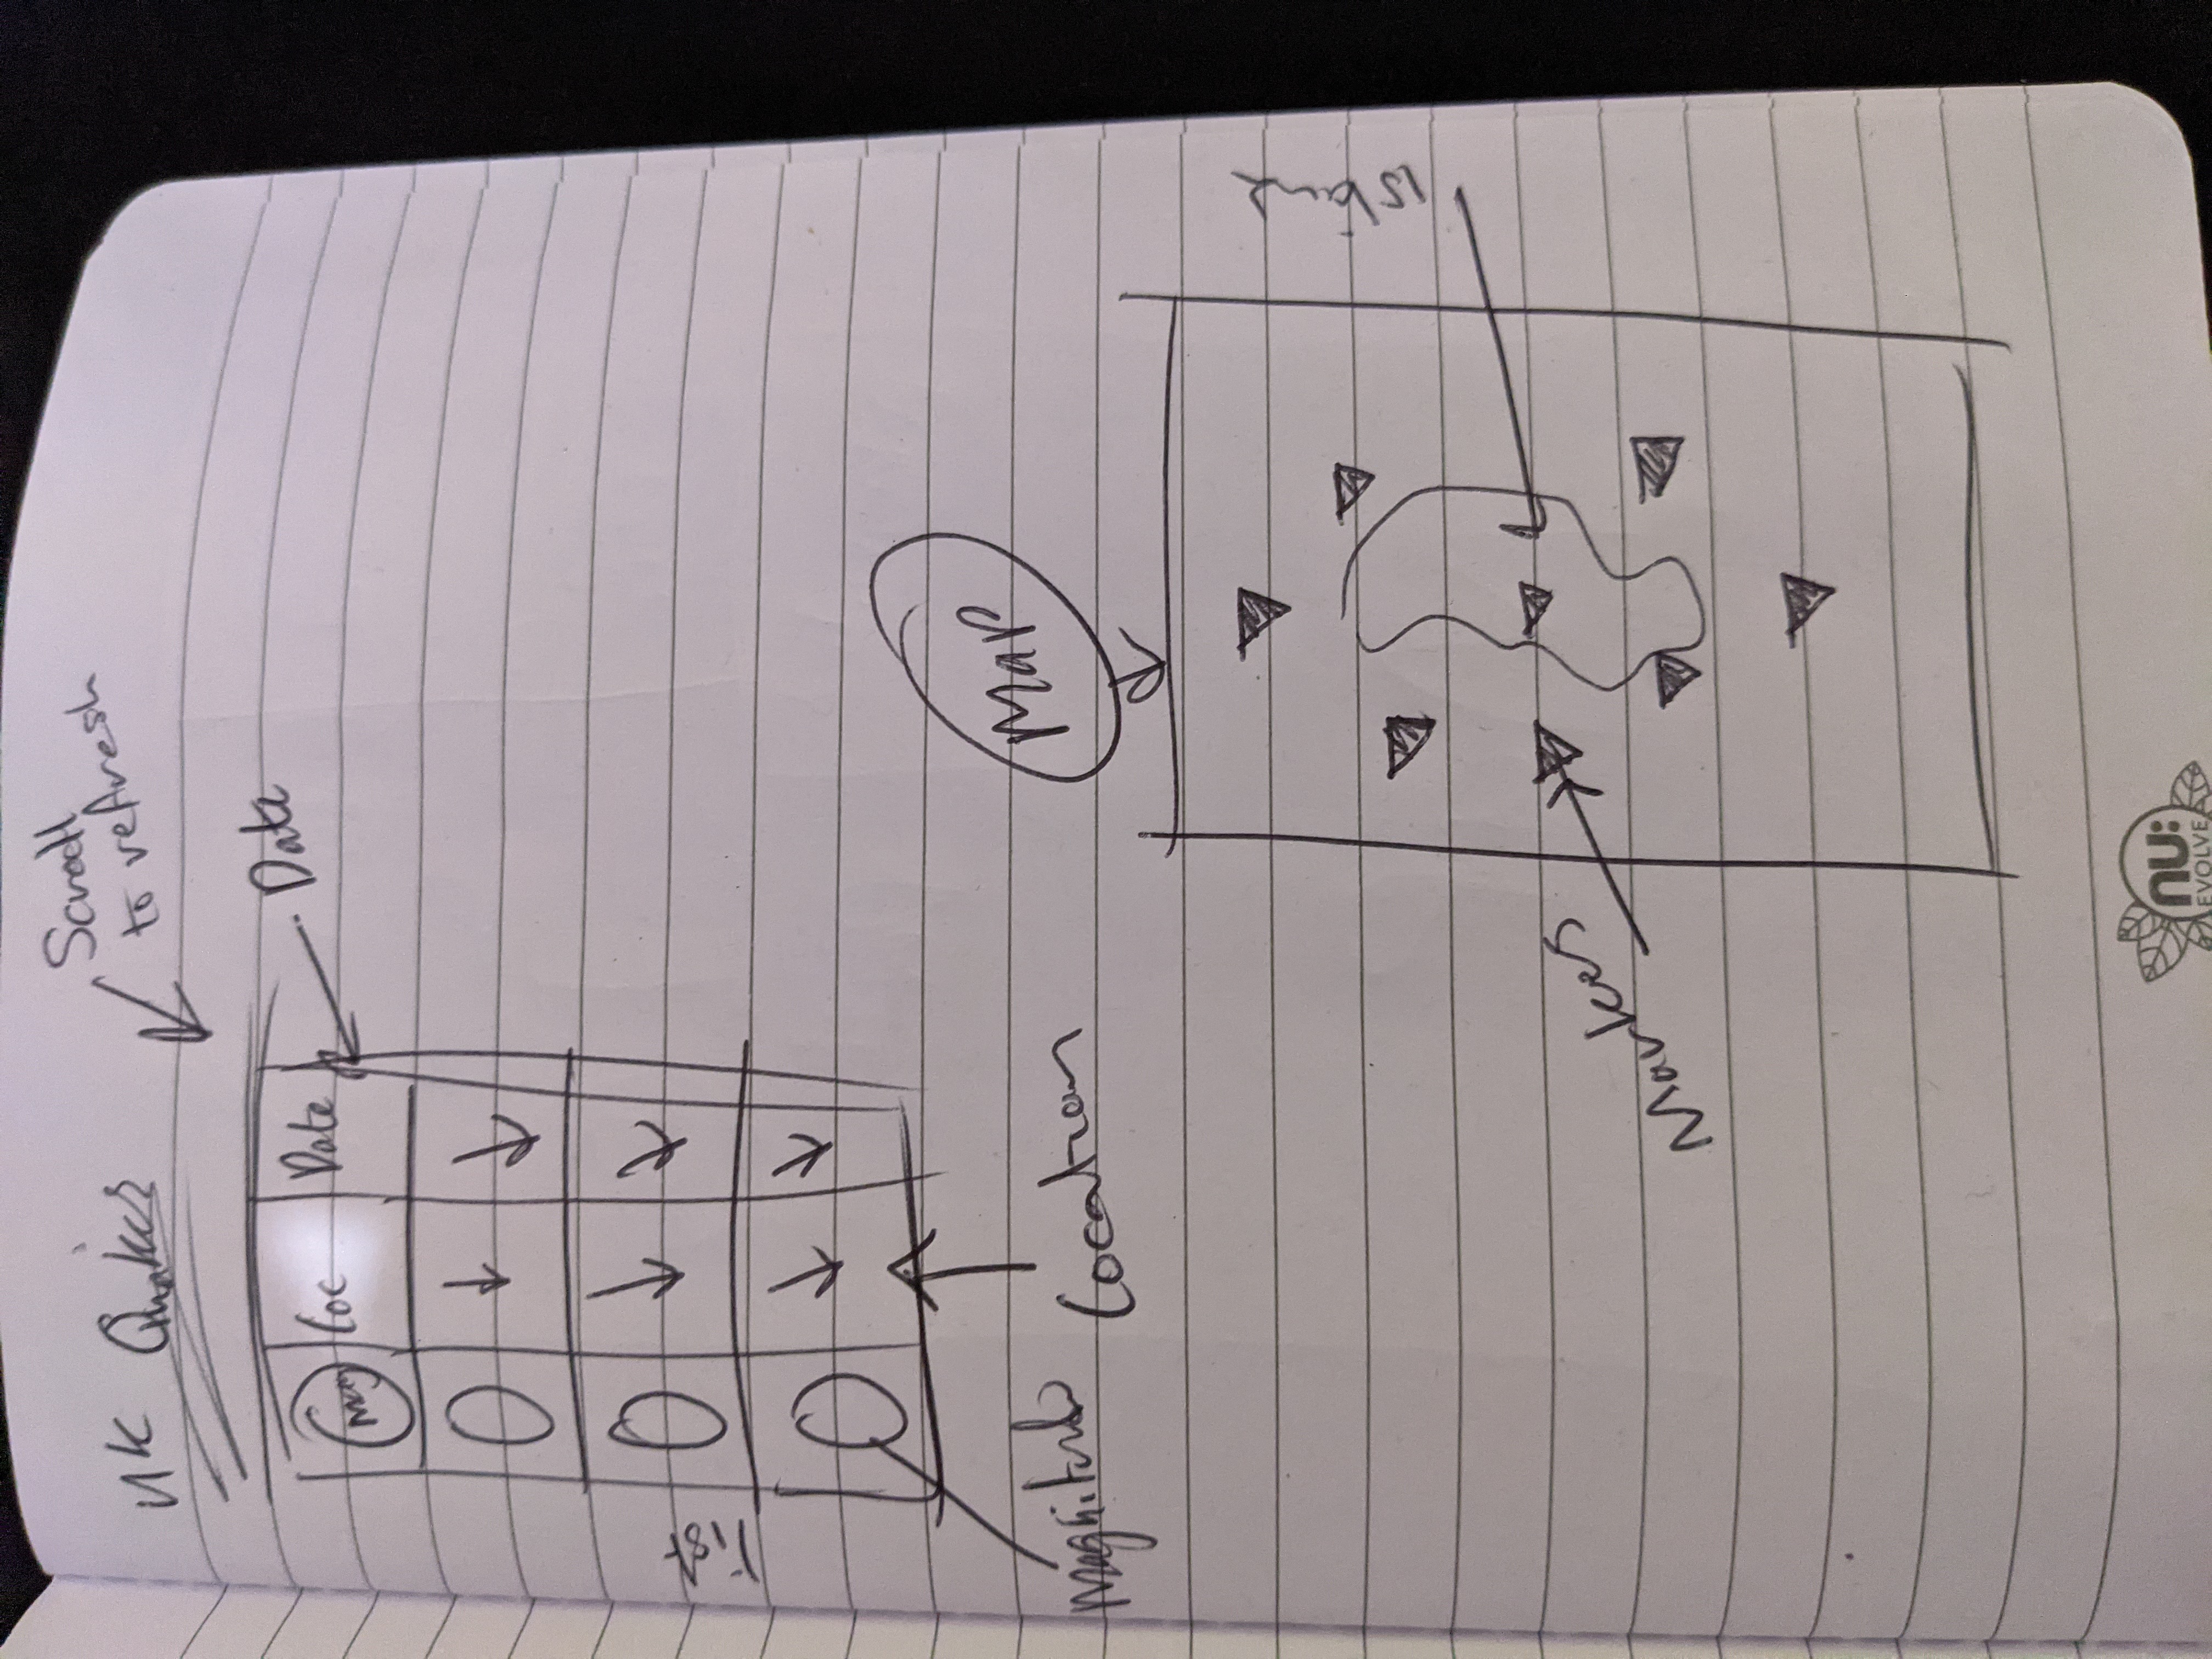 UK Quakes
Scroll
to refresh
Date
Mag Loc Date
List
Magnitude
Location
Map
Island
Markers
nu:
EVOLVE